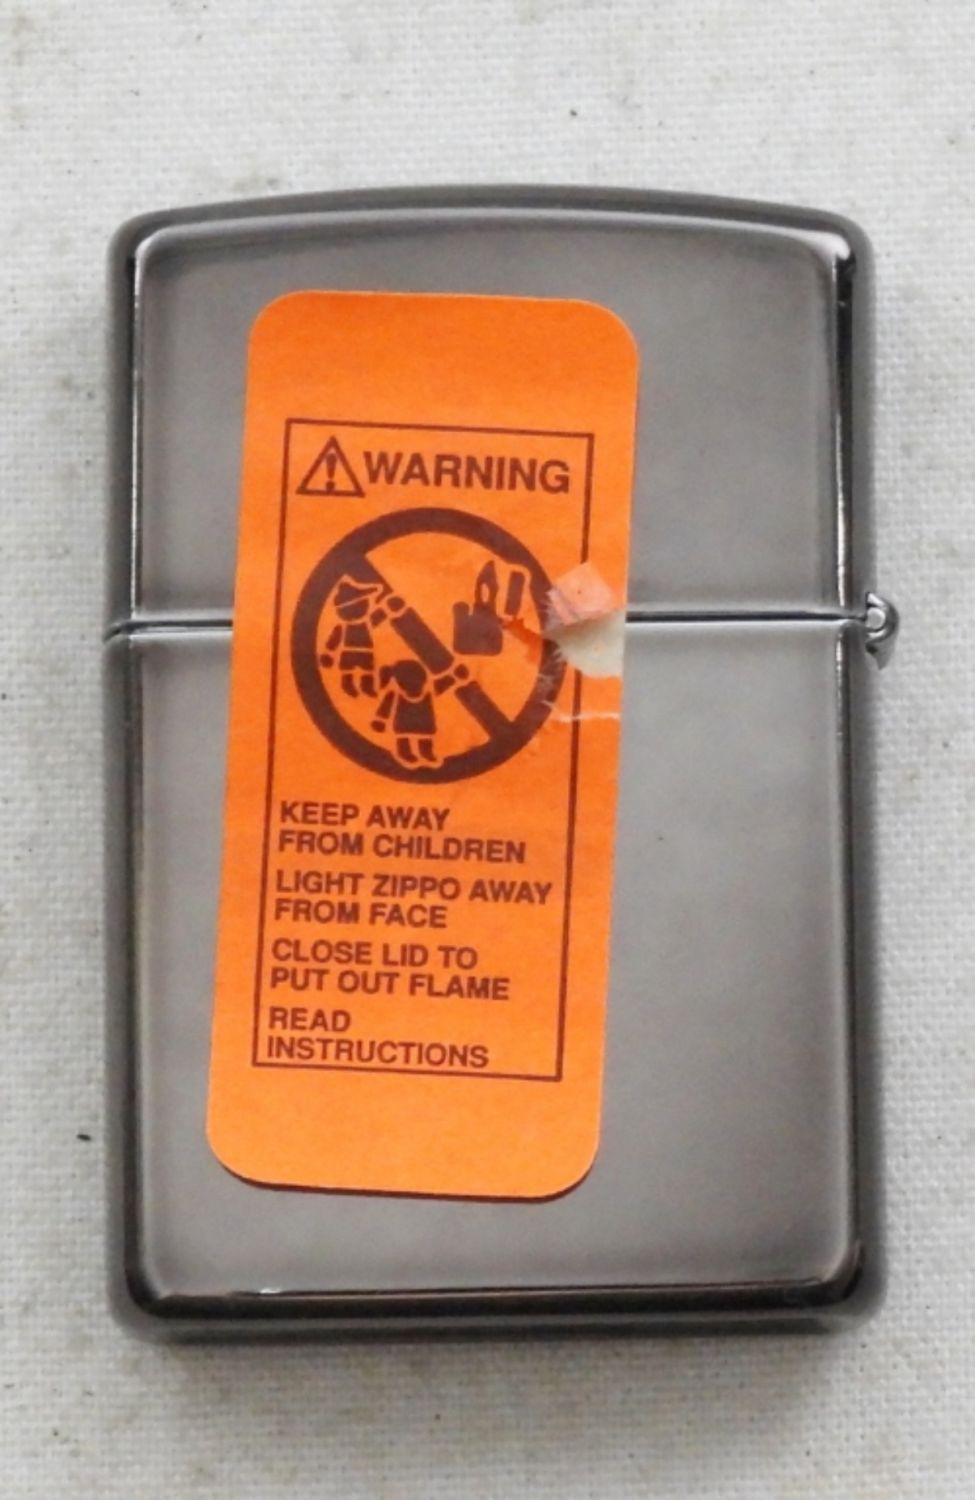 WARNING
KEEP AWAY
FROM CHILDREN
LIGHT ZIPPO AWAY
FROM FACE
CLOSE LID TO
PUT OUT FLAME
READ
INSTRUCTIONS